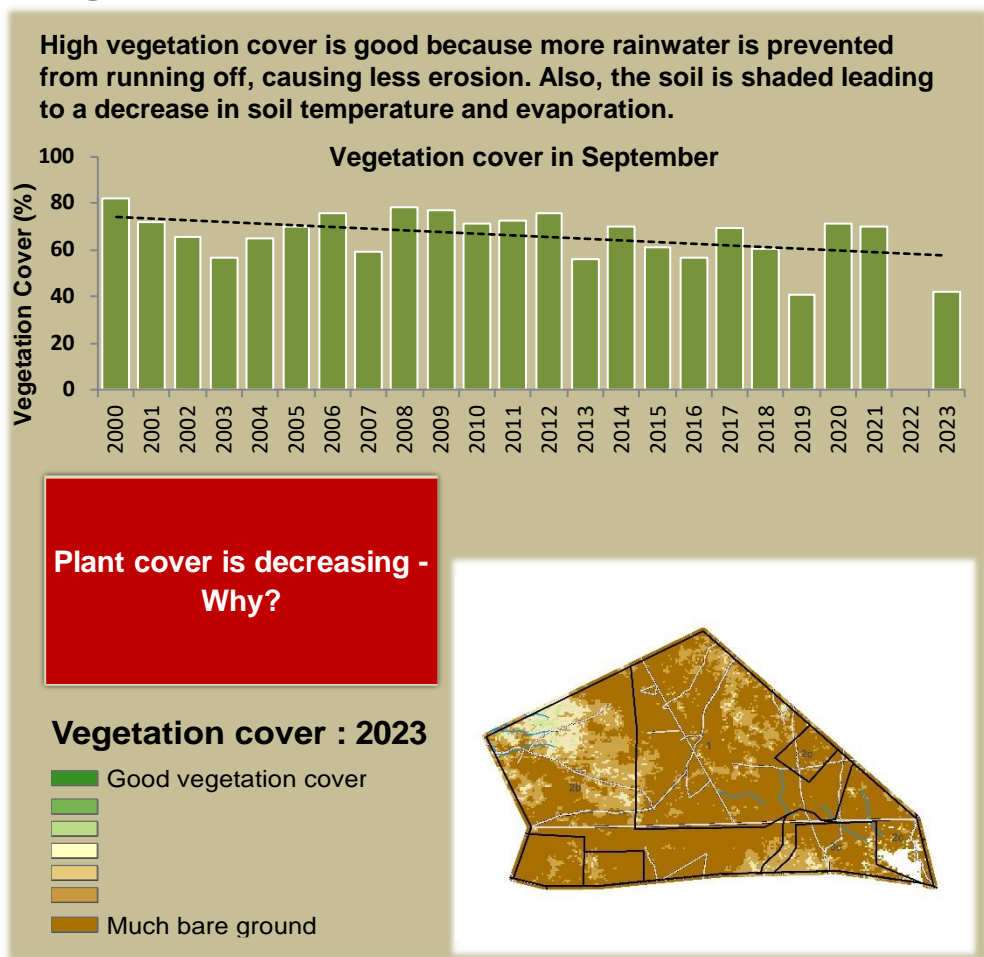 High vegetation cover is good because more rainwater is prevented
from running off, causing less erosion. Also, the soil is shaded leading
to a decrease in soil temperature and evaporation.
Vegetation cover in September
Vegetation Cover (%)
100
80
60
40
20
0
2000
2001
2002
2003
2004
2005
2006
2007
2008
2009
2010
2011
2012
2013
2014
2015
2016
2017
2018
2019
2020
2021
2022
2023
Plant cover is decreasing -
Why?
Vegetation cover : 2023
Good vegetation cover
Much bare ground
1
2b
2c
2c